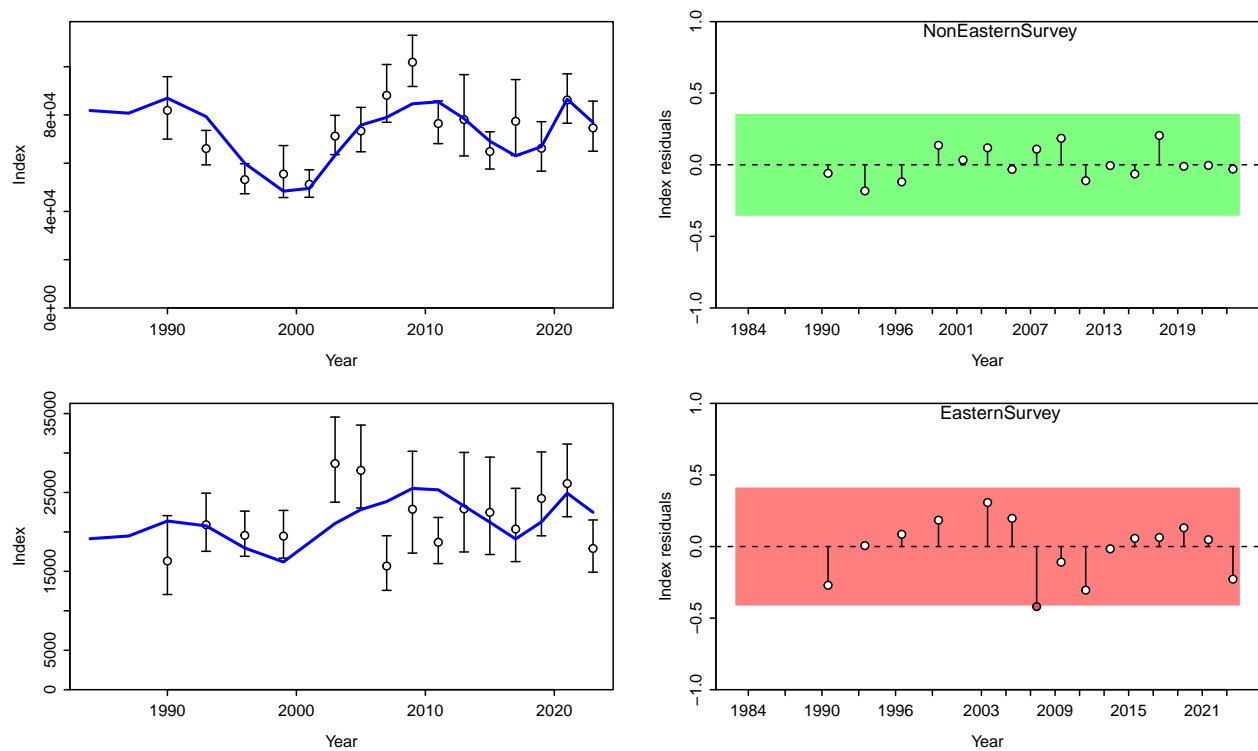 Index
8e+04
4e+04
0e+00
1990
2000
2010
2020
Year
NonEasternSurvey
Index residuals
1.0
0.5
0.0
−0.5
−1.0
1984
1990
1996
2001
2007
2013
2019
Year
Index
35000
25000
15000
5000
0
1990
2000
2010
2020
Year
EasternSurvey
Index residuals
1.0
0.5
0.0
−0.5
−1.0
1984
1990
1996
2003
2009
2015
2021
Year